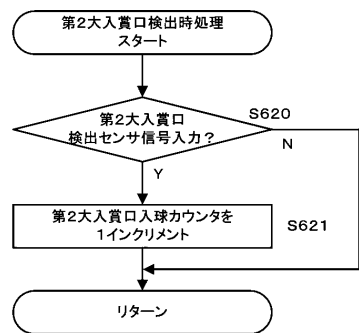 第2大入賞口検出時処理
スタート
第2大入賞口
検出センサ信号入力?
S620
N
Y
第2大入賞口入球カウンタを
1インクリメント
S621
リターン